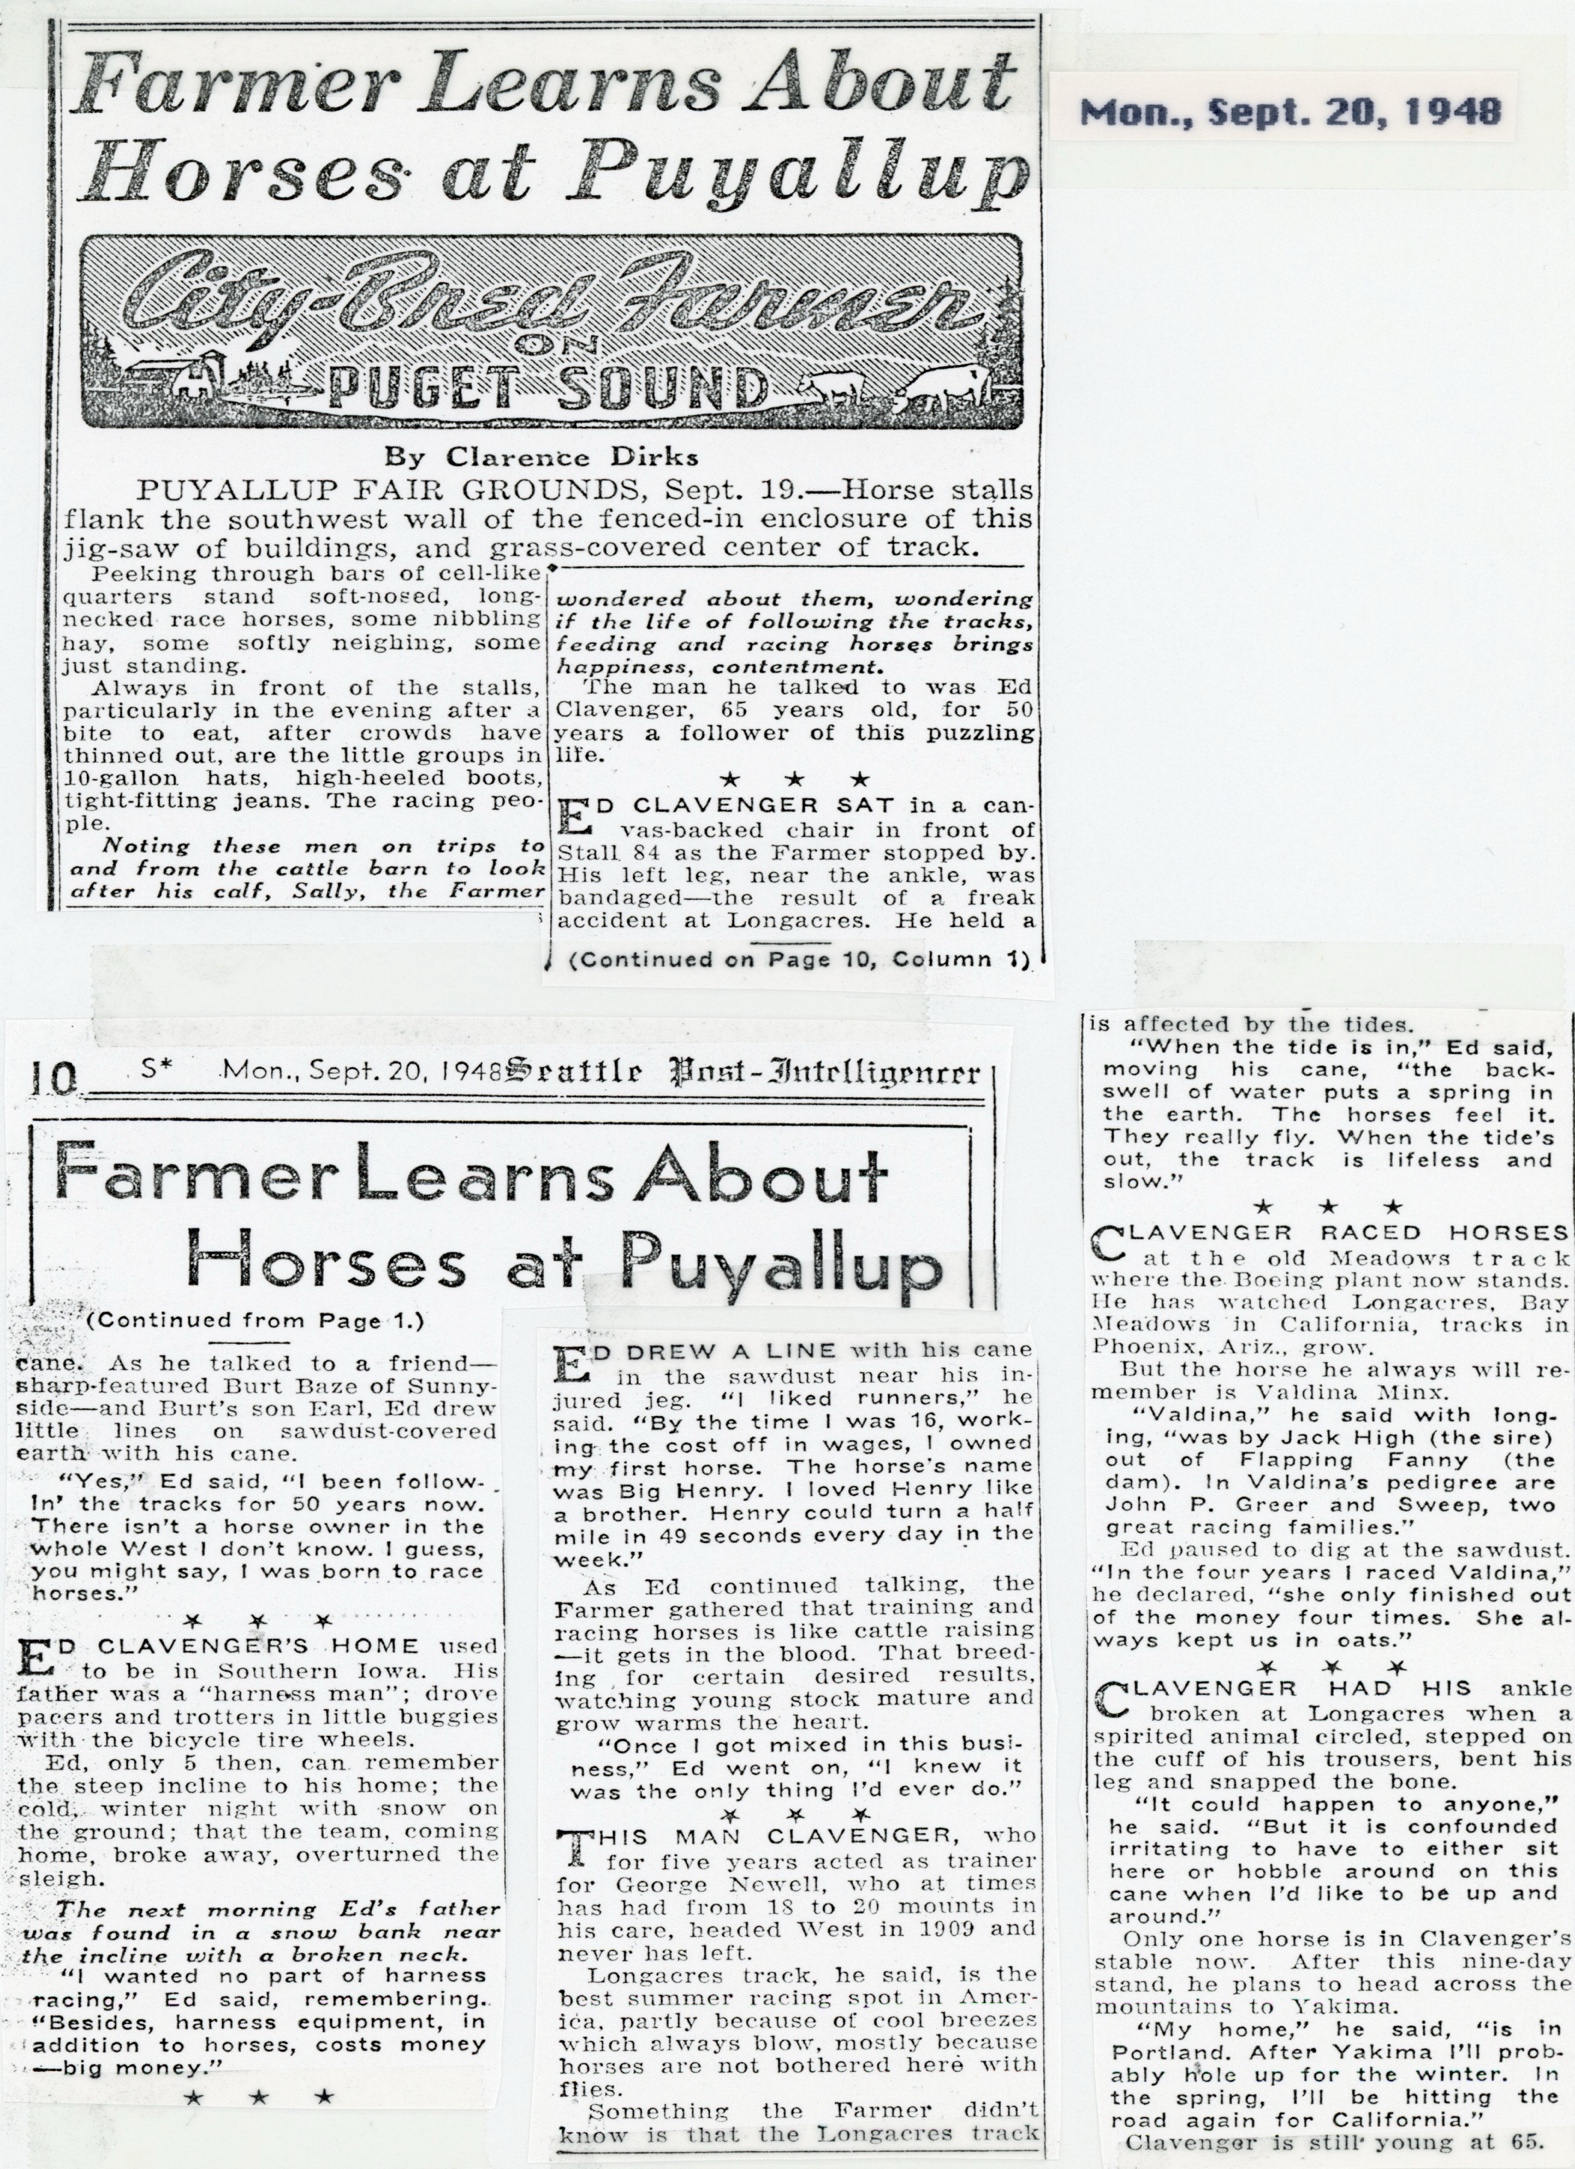 Farmer Learns About
Horses at Puyallup
Mon., Sept. 20, 1948
City-Bred Farmer
ON
PUGET SOUND
By Clarence Dirks
PUYALLUP FAIR GROUNDS, Sept. 19.—Horse stalls
flank the southwest wall of the fenced-in enclosure of this
jig-saw of buildings, and grass-covered center of track.
Peeking through bars of cell-like
quarters stand soft-nosed, long-
necked race horses, some nibbling
hay, some softly neighing, some
just standing.
Always in front of the stalls,
particularly in the evening after a
bite to eat, after crowds have
thinned out, are the little groups in
10-gallon hats, high-heeled boots,
tight-fitting jeans. The racing peo-
ple.
Noting these men on trips to
and from the cattle barn to look
after his calf, Sally, the Farmer
wondered about them, wondering
if the life of following the tracks,
feeding and racing horses brings
happiness, contentment.
The man he talked to was Ed
Clavenger, 65 years old, for 50
years a follower of this puzzling
life.
★ ★ ★
ED CLAVENGER SAT in a can-
vas-backed chair in front of
Stall 84 as the Farmer stopped by.
His left leg, near the ankle, was
bandaged—the result of a freak
accident at Longacres. He held a
(Continued on Page 10, Column 1)
10 S* Mon., Sept. 20, 1948 Seattle Post-Intelligencer
Farmer Learns About
Horses at Puyallup
(Continued from Page 1.)
cane. As he talked to a friend—
sharp-featured Burt Baze of Sunny-
side—and Burt's son Earl, Ed drew
little lines on sawdust-covered
earth with his cane.
"Yes," Ed said, "I been follow-
in' the tracks for 50 years now.
There isn't a horse owner in the
whole West I don't know. I guess,
you might say, I was born to race
horses."
★ ★ ★
ED CLAVENGER'S HOME used
to be in Southern Iowa. His
father was a "harness man"; drove
pacers and trotters in little buggies
with the bicycle tire wheels.
Ed, only 5 then, can remember
the steep incline to his home; the
cold, winter night with snow on
the ground; that the team, coming
home, broke away, overturned the
sleigh.
The next morning Ed's father
was found in a snow bank near
the incline with a broken neck.
"I wanted no part of harness
racing," Ed said, remembering.
"Besides, harness equipment, in
addition to horses, costs money
—big money."
★ ★ ★
ED DREW A LINE with his cane
in the sawdust near his in-
jured jeg. "I liked runners," he
said. "By the time I was 16, work-
ing the cost off in wages, I owned
my first horse. The horse's name
was Big Henry. I loved Henry like
a brother. Henry could turn a half
mile in 49 seconds every day in the
week."
As Ed continued talking, the
Farmer gathered that training and
racing horses is like cattle raising
—it gets in the blood. That breed-
ing for certain desired results,
watching young stock mature and
grow warms the heart.
"Once I got mixed in this busi-
ness," Ed went on, "I knew it
was the only thing I'd ever do."
★ ★ ★
THIS MAN CLAVENGER, who
for five years acted as trainer
for George Newell, who at times
has had from 18 to 20 mounts in
his care, headed West in 1909 and
never has left.
Longacres track, he said, is the
best summer racing spot in Amer-
ica, partly because of cool breezes
which always blow, mostly because
horses are not bothered here with
flies.
Something the Farmer didn't
know is that the Longacres track
is affected by the tides.
"When the tide is in," Ed said,
moving his cane, "the back-
swell of water puts a spring in
the earth. The horses feel it.
They really fly. When the tide's
out, the track is lifeless and
slow."
★ ★ ★
CLAVENGER RACED HORSES
at the old Meadows track
where the Boeing plant now stands.
He has watched Longacres, Bay
Meadows in California, tracks in
Phoenix, Ariz., grow.
But the horse he always will re-
member is Valdina Minx.
"Valdina," he said with long-
ing, "was by Jack High (the sire)
out of Flapping Fanny (the
dam). In Valdina's pedigree are
John P. Greer and Sweep, two
great racing families."
Ed paused to dig at the sawdust.
"In the four years I raced Valdina,"
he declared, "she only finished out
of the money four times. She al-
ways kept us in oats."
★ ★ ★
CLAVENGER HAD HIS ankle
broken at Longacres when a
spirited animal circled, stepped on
the cuff of his trousers, bent his
leg and snapped the bone.
"It could happen to anyone,"
he said. "But it is confounded
irritating to have to either sit
here or hobble around on this
cane when I'd like to be up and
around."
Only one horse is in Clavenger's
stable now. After this nine-day
stand, he plans to head across the
mountains to Yakima.
"My home," he said, "is in
Portland. After Yakima I'll prob-
ably hole up for the winter. In
the spring, I'll be hitting the
road again for California."
Clavenger is still young at 65.